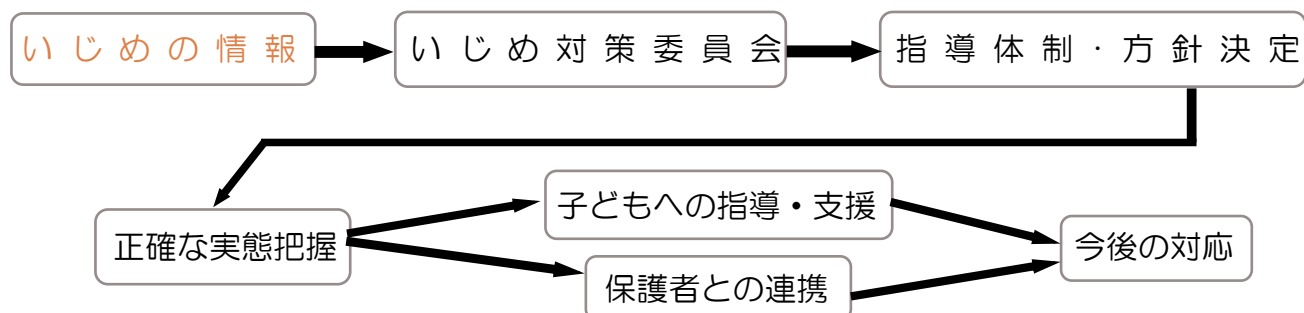 いじめの情報
いじめ対策委員会
指導体制・方針決定
正確な実態把握
子どもへの指導・支援
保護者との連携
今後の対応